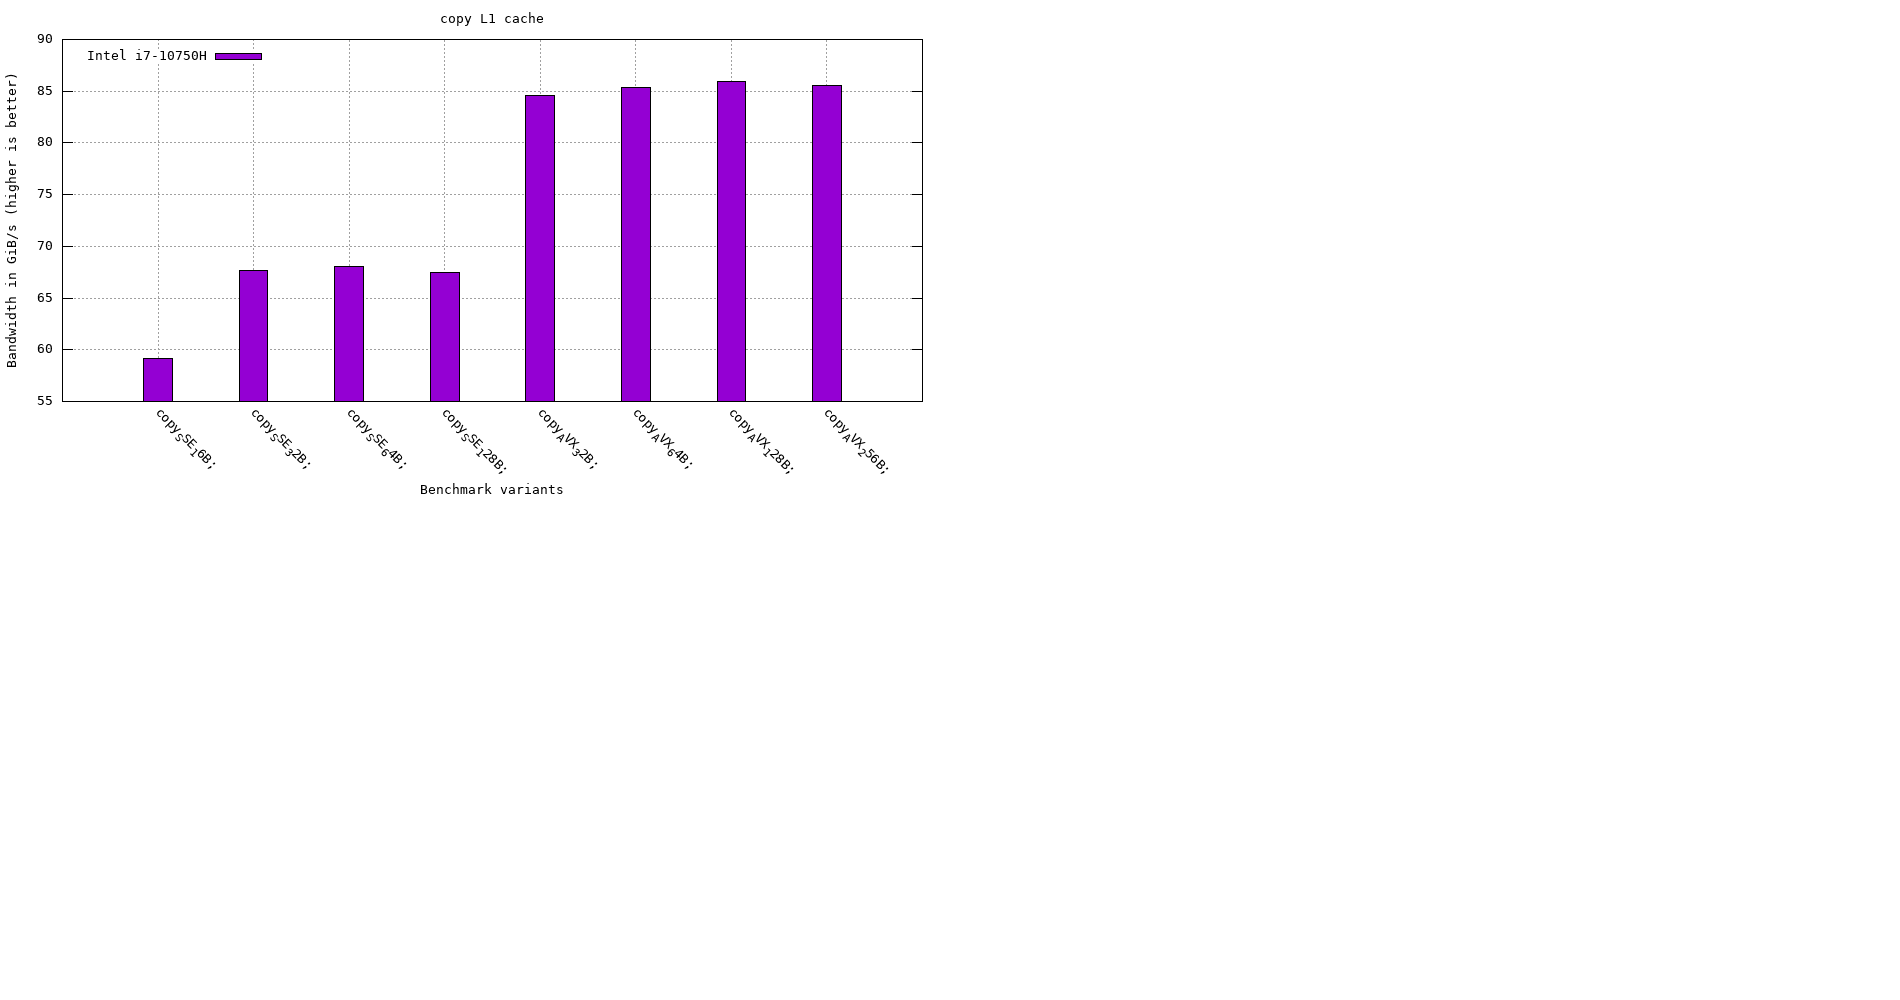 copy L1 cache
Intel i7-10750H
Bandwidth in GiB/s (higher is better)
90
85
80
75
70
65
60
55
copySSE16B;
copySSE32B;
copySSE64B;
copySSE128B;
copyAVX32B;
copyAVX64B;
copyAVX128B;
copyAVX256B;
Benchmark variants